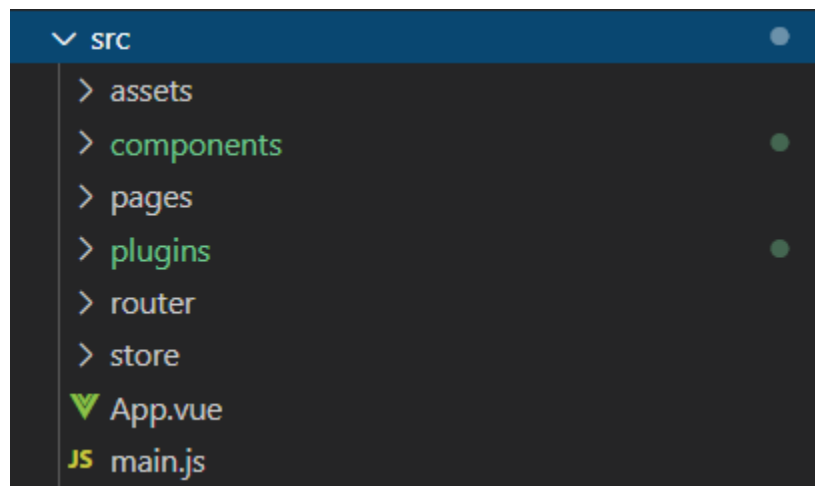 src
assets
components
pages
plugins
router
store
App.vue
JS main.js